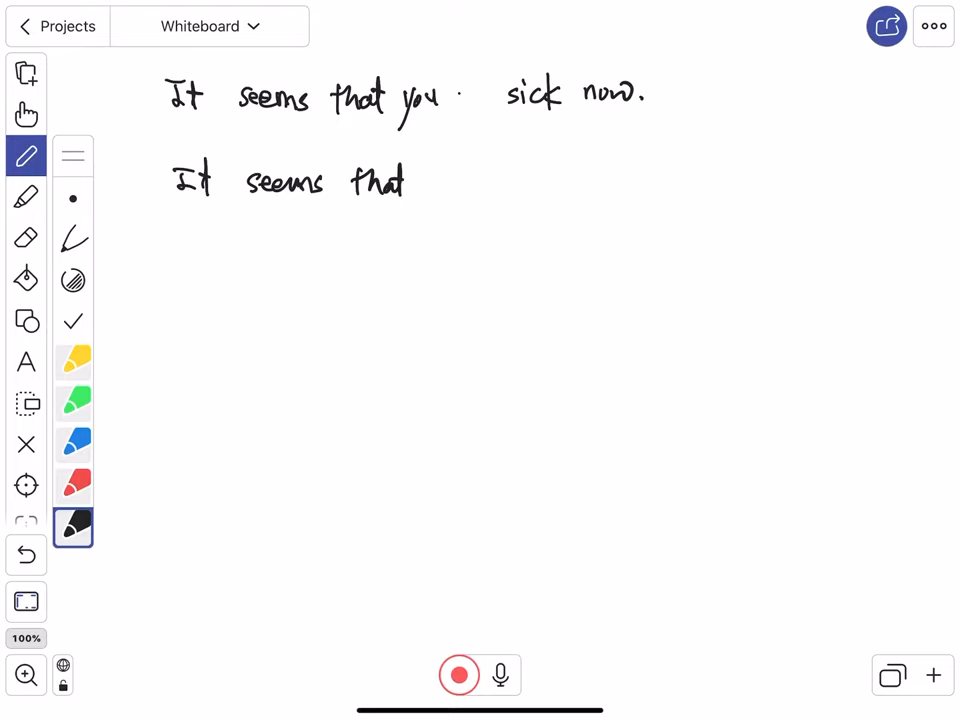 Projects
Whiteboard
It seems that you sick now.
It seems that
A
100%